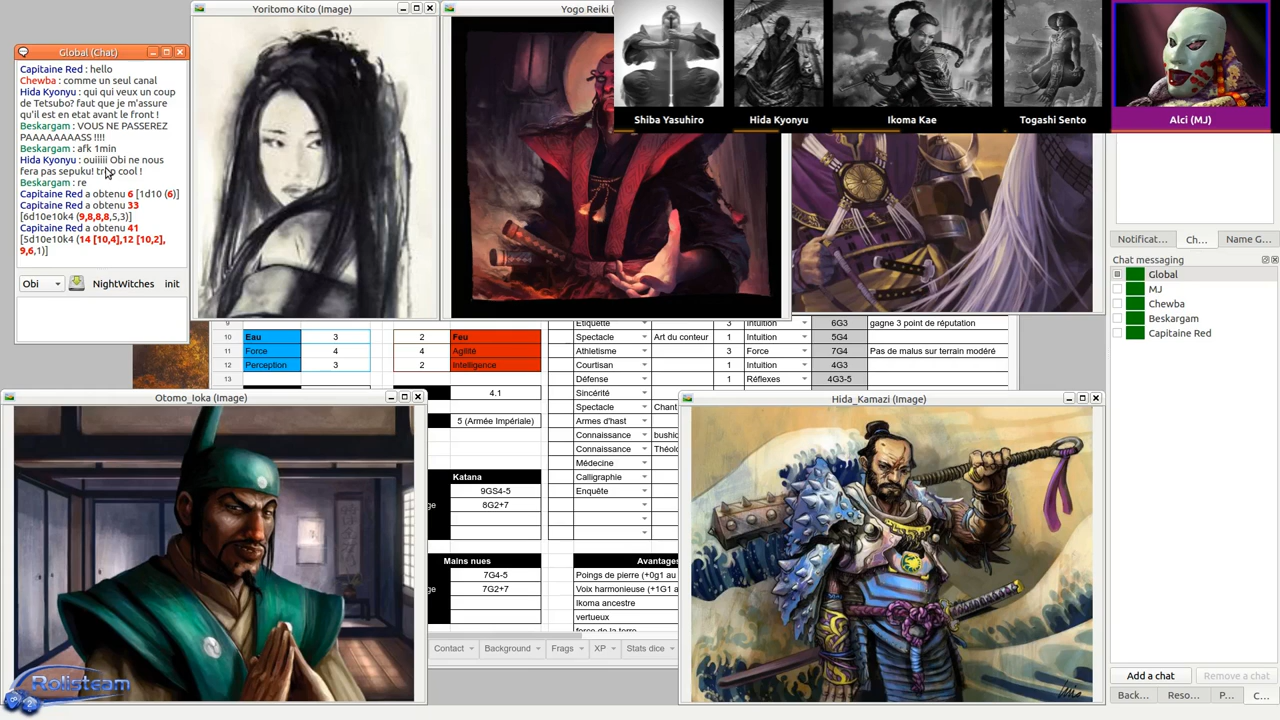 Yoritomo Kito (Image)
Yogo Reiki (
Shiba Yasuhiro
Hida Kyonyu
Ikoma Kae
Togashi Sento
Alci (MJ)
Global (Chat)
Capitaine Red : hello
Chewba : comme un seul canal
Hida Kyonyu : qui qui veux un coup
de Tetsubo? faut que je m'assure
qu'il est en etat avant le front !
Beskargam : VOUS NE PASSEREZ
PAAAAAAASS !!!!
Beskargam : afk 1min
Hida Kyonyu : ouiiiii Obi ne nous
fera pas sepuku! trop cool !
Beskargam : re
Capitaine Red a obtenu 6 [1d10 (6)]
Capitaine Red a obtenu 33
[6d10e10k4 (9,8,8,8,5,3)]
Capitaine Red a obtenu 41
[5d10e10k4 (14 [10,4],12 [10,2],
9,6,1)]
Obi
NightWitches
init
Notificat...
Ch...
Name G...
Chat messaging
Global
MJ
Chewba
Beskargam
Capitaine Red
Add a chat
Remove a chat
Back...
Reso...
P...
C...
9 Etiquette 3 Intuition 6G3 gagne 3 point de réputation
10 Eau 3 2 Feu Spectacle Art du conteur 1 Intuition 5G4
11 Force 4 4 Agilité Athletisme 3 Force 7G4 Pas de malus sur terrain modéré
12 Perception 3 2 Intelligence Courtisan 1 Intuition 4G3
13 Défense 1 Réflexes 4G3-5
4.1 Sincérité
Spectacle Chant
5 (Armée Impériale) Armes d'hast
Connaissance
Connaissance
Médecine
Katana Calligraphie
9GS4-5 Enquête
ge 8G2+7
Mains nues
Avantages
7G4-5 Poings de pierre (+0g1 au
ge 7G2+7 Voix harmonieuse (+1G1 a
Ikoma ancestre
vertueux
force de la terre
Contact
Background
Frags
XP
Stats dice
Otomo_Ioka (Image)
Hida_Kamazi (Image)
Rolisteam